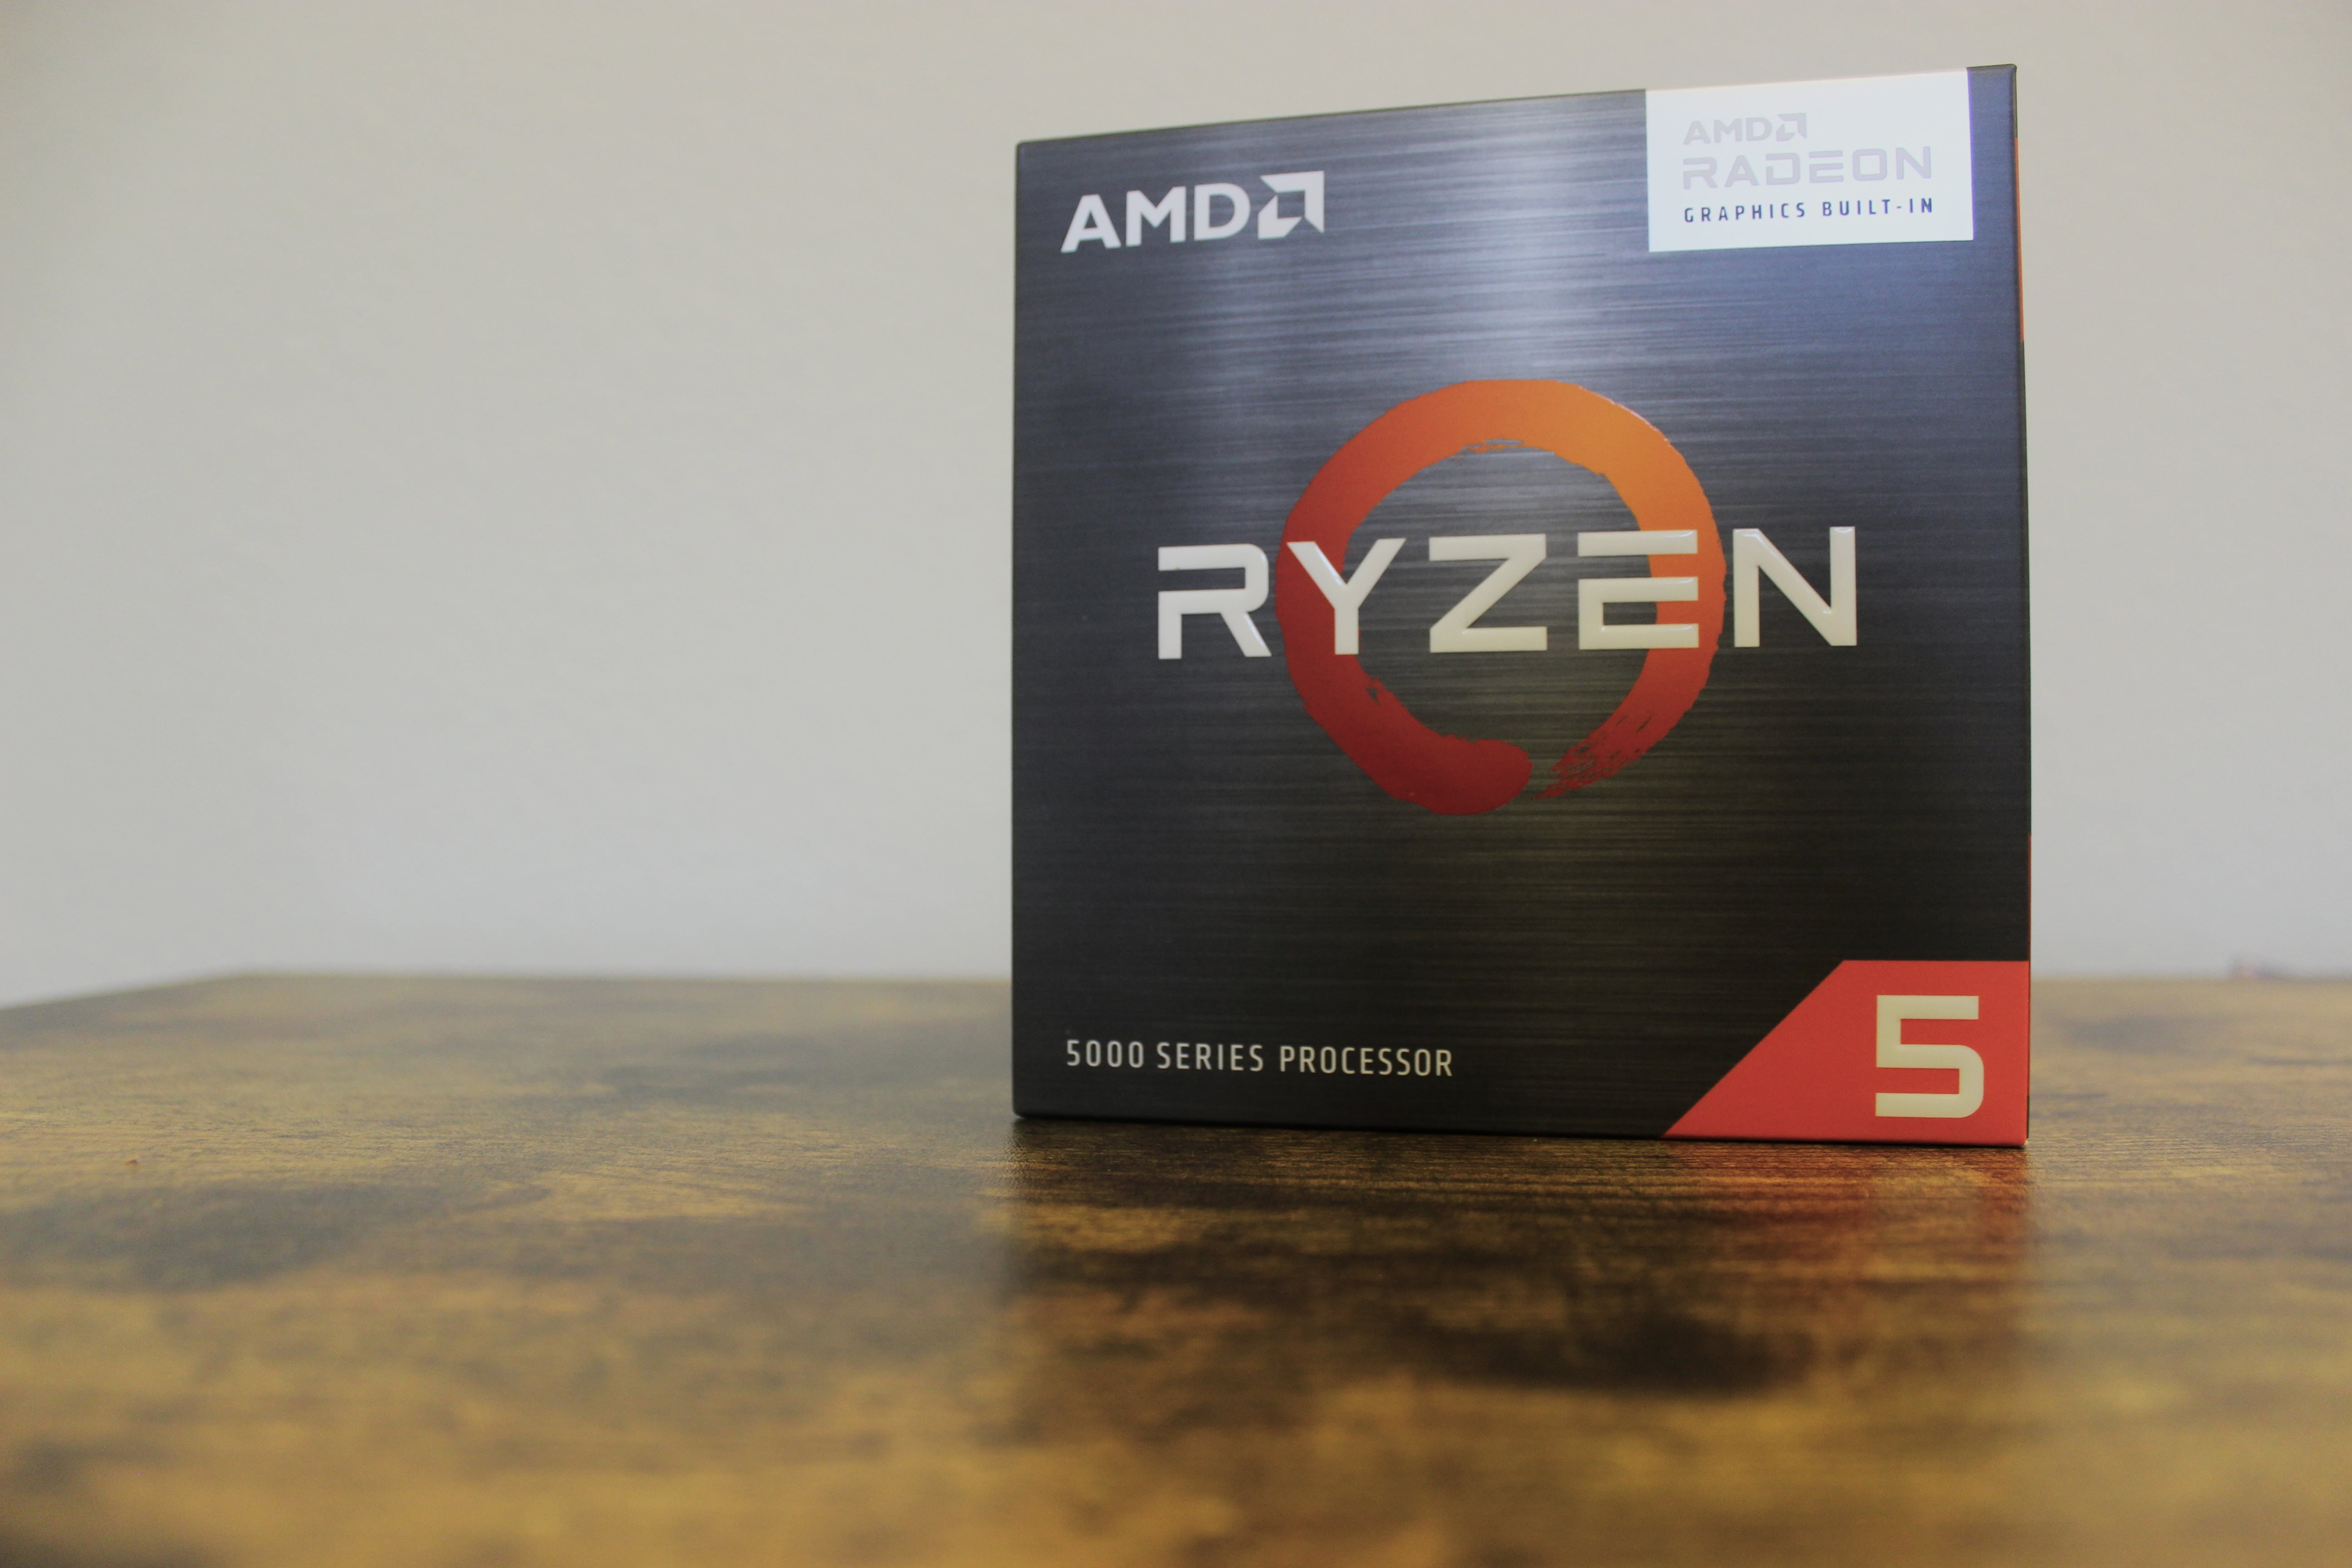 AMD
AMD
RADEON
GRAPHICS BUILT-IN
RYZEN
5000 SERIES PROCESSOR
5